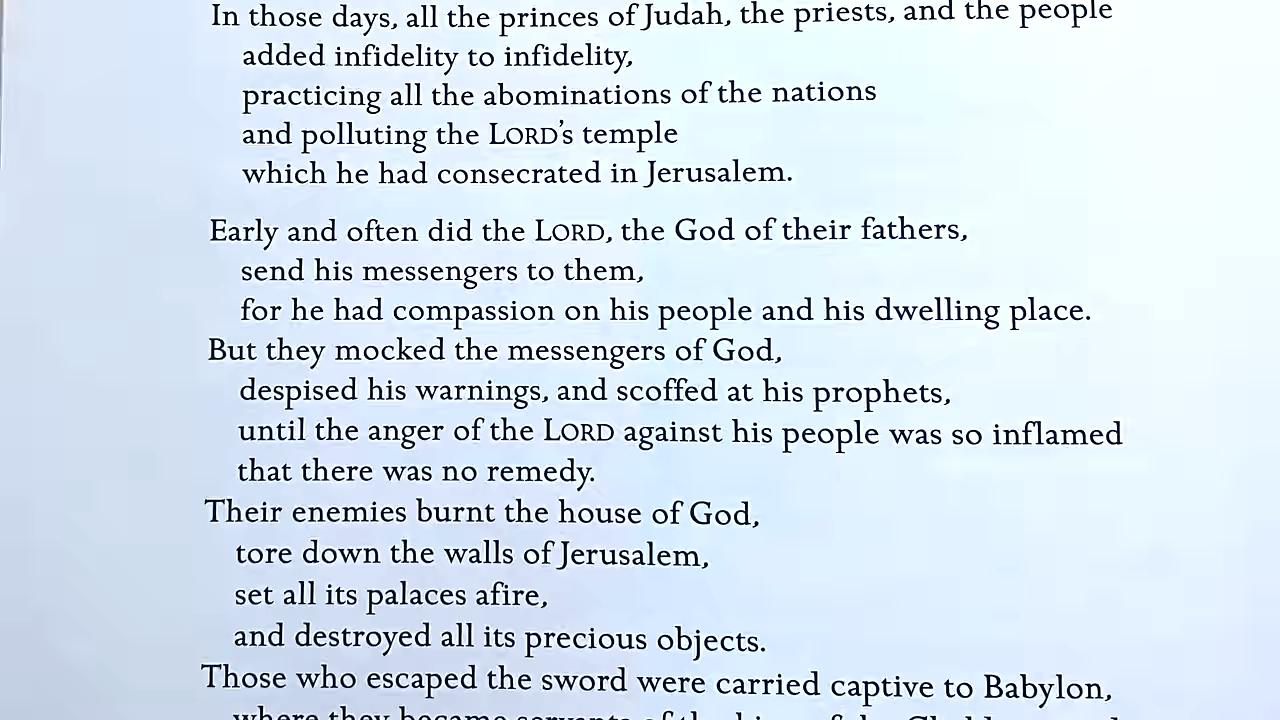 In those days, all the princes of Judah, the priests, and the people
added infidelity to infidelity,
practicing all the abominations of the nations
and polluting the LORD's temple
which he had consecrated in Jerusalem.
Early and often did the LORD, the God of their fathers,
send his messengers to them,
for he had compassion on his people and his dwelling place.
But they mocked the messengers of God,
despised his warnings, and scoffed at his prophets,
until the anger of the LORD against his people was so inflamed
that there was no remedy.
Their enemies burnt the house of God,
tore down the walls of Jerusalem,
set all its palaces afire,
and destroyed all its precious objects.
Those who escaped the sword were carried captive to Babylon,
where they became servants of the